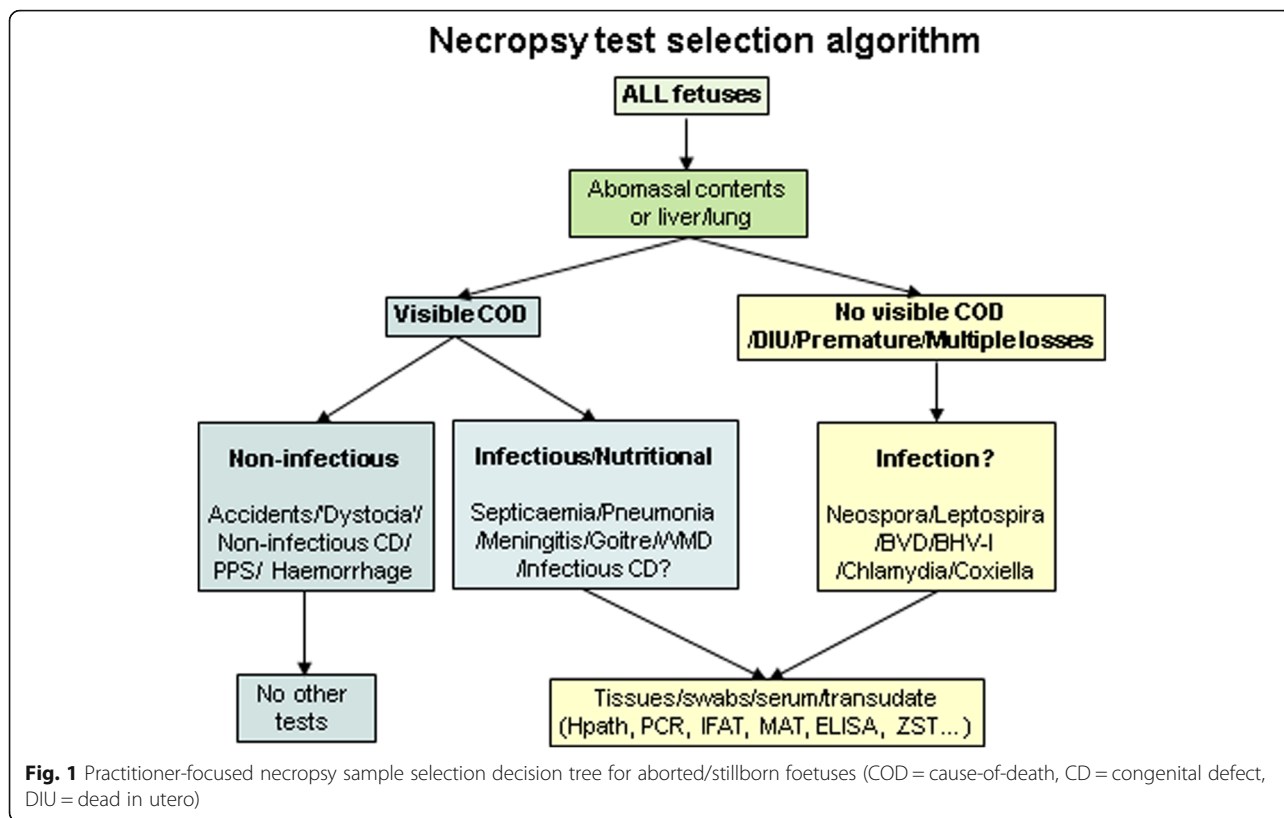 Necropsy test selection algorithm
ALL fetuses
Abomasal contents
or liver/lung
Visible COD
No visible COD
/DIU/Premature/Multiple losses
Non-infectious
Accidents/'Dystocia'/
Non-infectious CD/
PPS/ Haemorrhage
Infectious/Nutritional
Septicaemia/Pneumonia
/Meningitis/Goitre/WMD
/Infectious CD?
Infection?
Neospora/Leptospira
/BVD/BHV-I
/Chlamydia/Coxiella
No other
tests
Tissues/swabs/serum/transudate
(Hpath, PCR, IFAT, MAT, ELISA, ZST... )
Fig. 1 Practitioner-focused necropsy sample selection decision tree for aborted/stillborn foetuses (COD = cause-of-death, CD = congenital defect,
DIU = dead in utero)